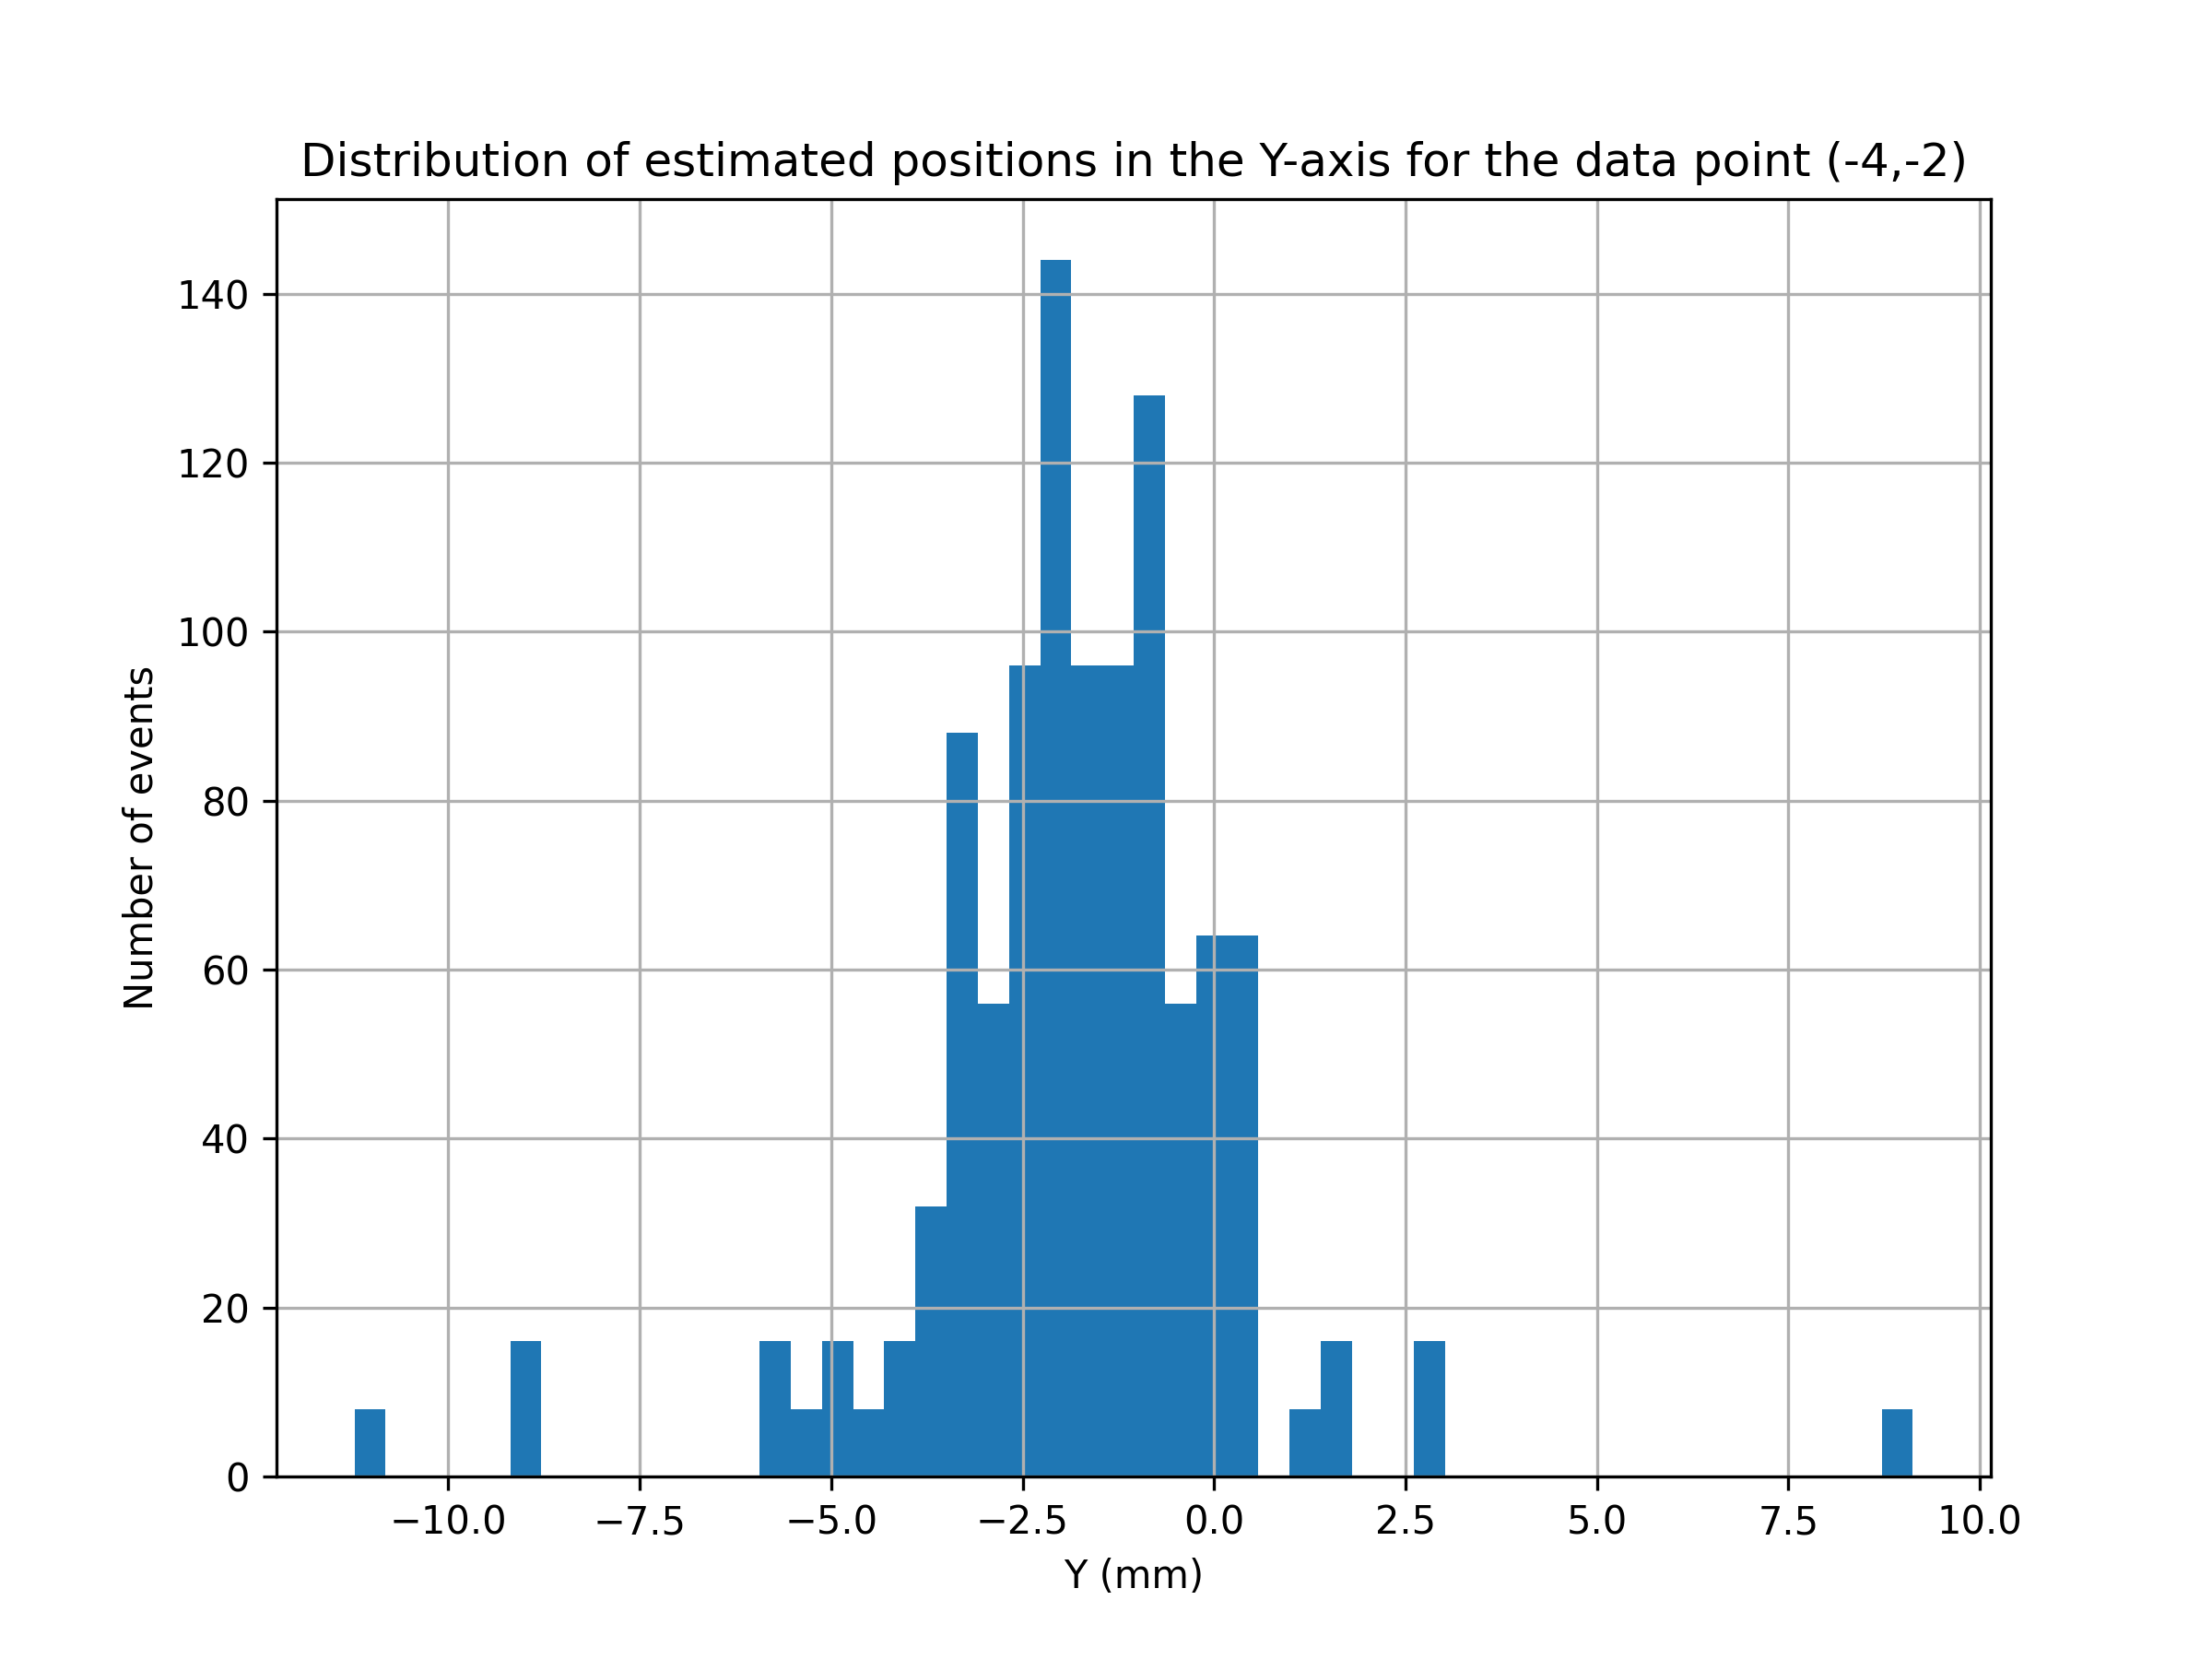 Distribution of estimated positions in the Y-axis for the data point (-4,-2)
140
120
100
80
60
40
20
0
Number of events
−10.0 −7.5 −5.0 −2.5 0.0 2.5 5.0 7.5 10.0
Y (mm)